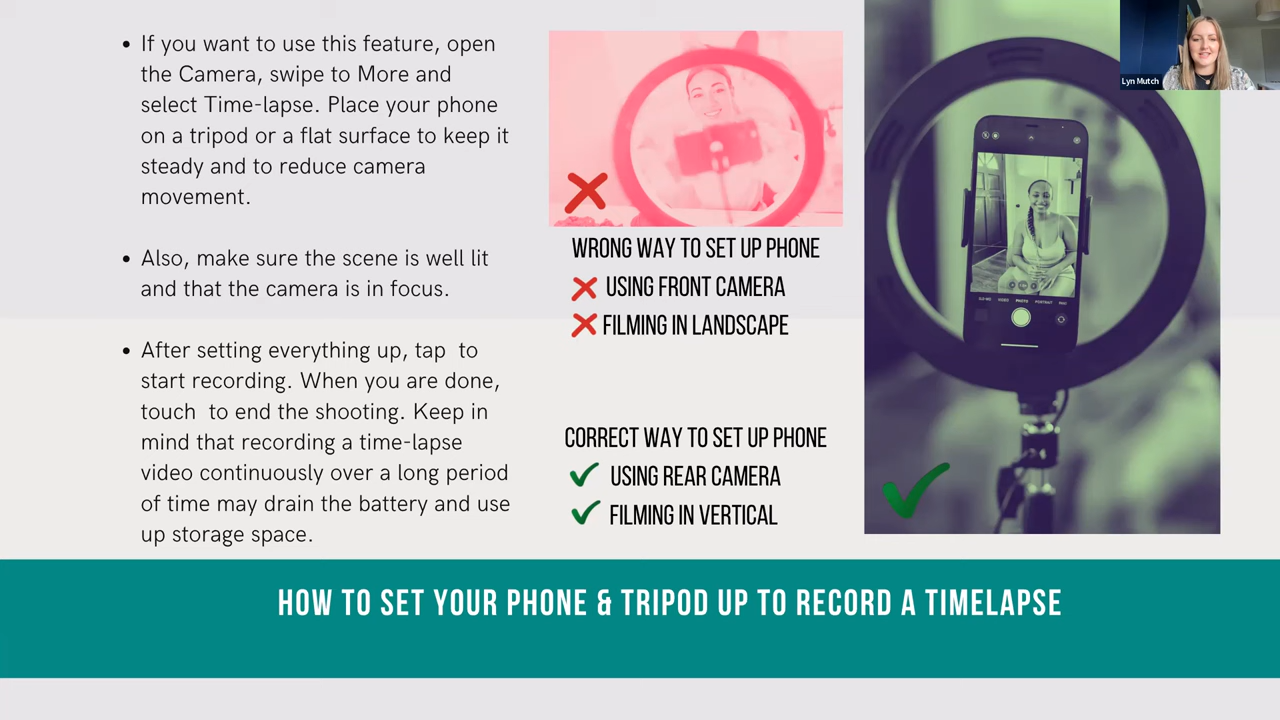 If you want to use this feature, open
the Camera, swipe to More and
select Time-lapse. Place your phone
on a tripod or a flat surface to keep it
steady and to reduce camera
movement.
Also, make sure the scene is well lit
and that the camera is in focus.
After setting everything up, tap to
start recording. When you are done,
touch to end the shooting. Keep in
mind that recording a time-lapse
video continuously over a long period
of time may drain the battery and use
up storage space.
WRONG WAY TO SET UP PHONE
USING FRONT CAMERA
FILMING IN LANDSCAPE
CORRECT WAY TO SET UP PHONE
USING REAR CAMERA
FILMING IN VERTICAL
Lyn Mutch
VIDEO PHOTO PORTRAIT
HOW TO SET YOUR PHONE & TRIPOD UP TO RECORD A TIMELAPSE